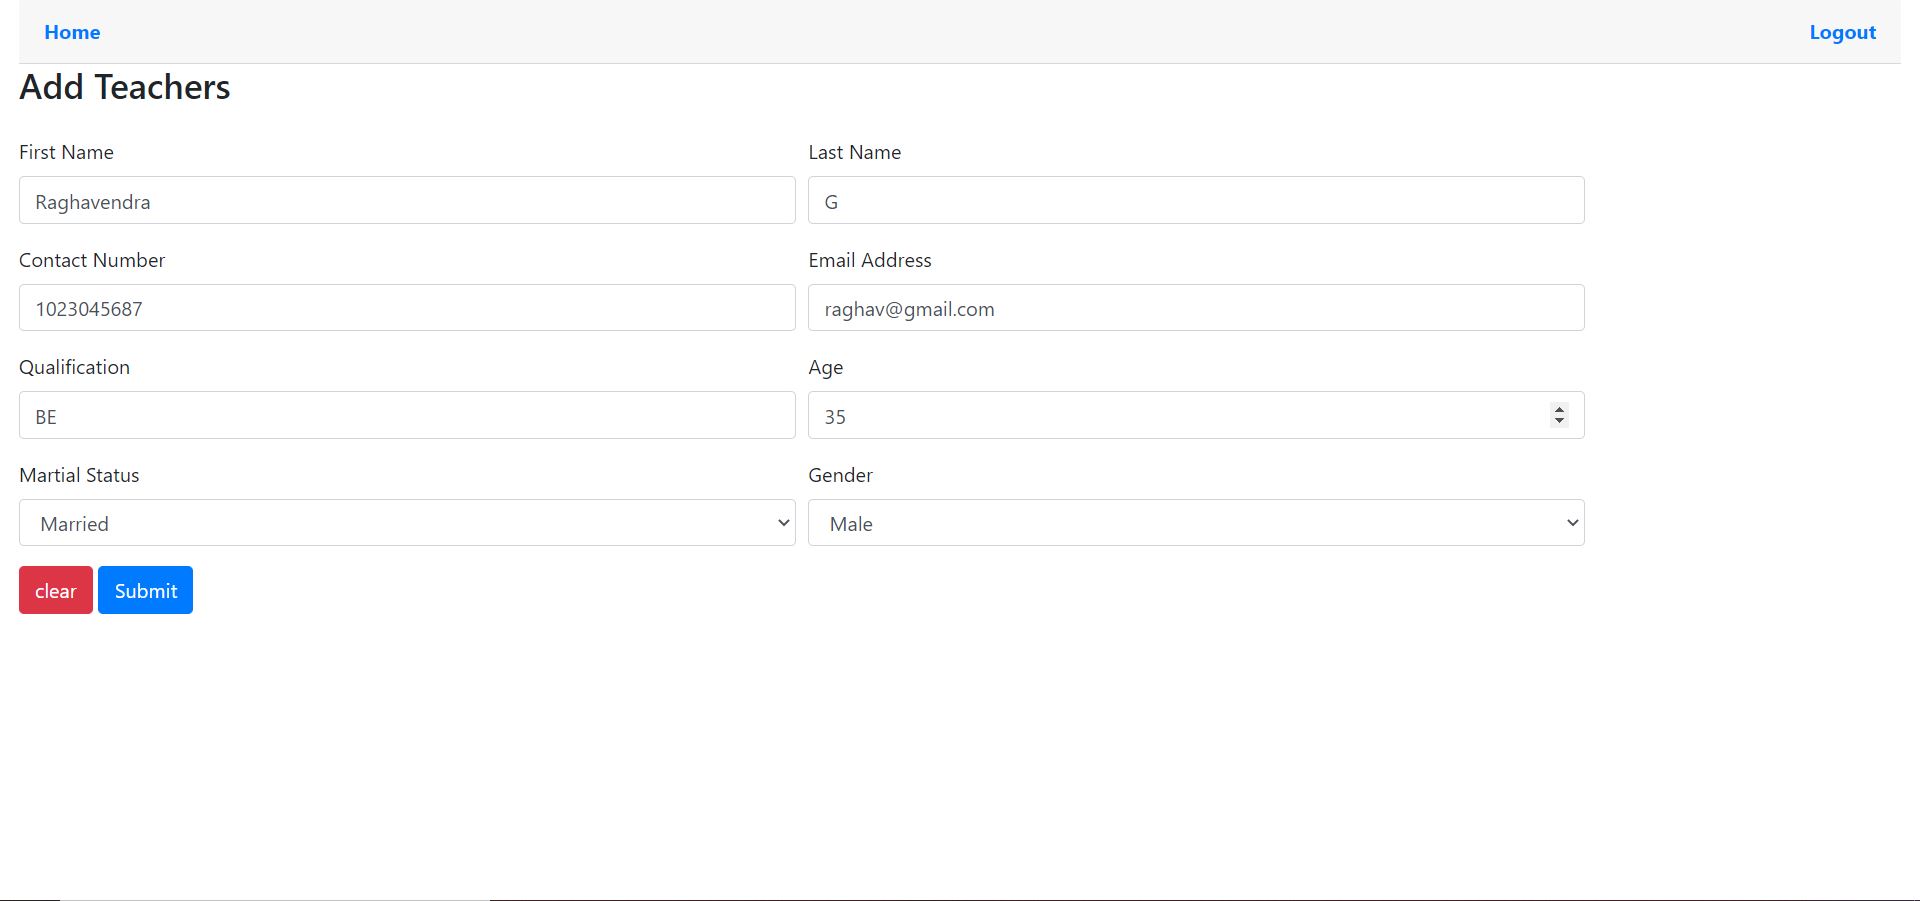 Home Logout
Add Teachers
First Name Last Name
Raghavendra G
Contact Number Email Address
1023045687 raghav@gmail.com
Qualification Age
BE 35
Martial Status Gender
Married Male
clear Submit